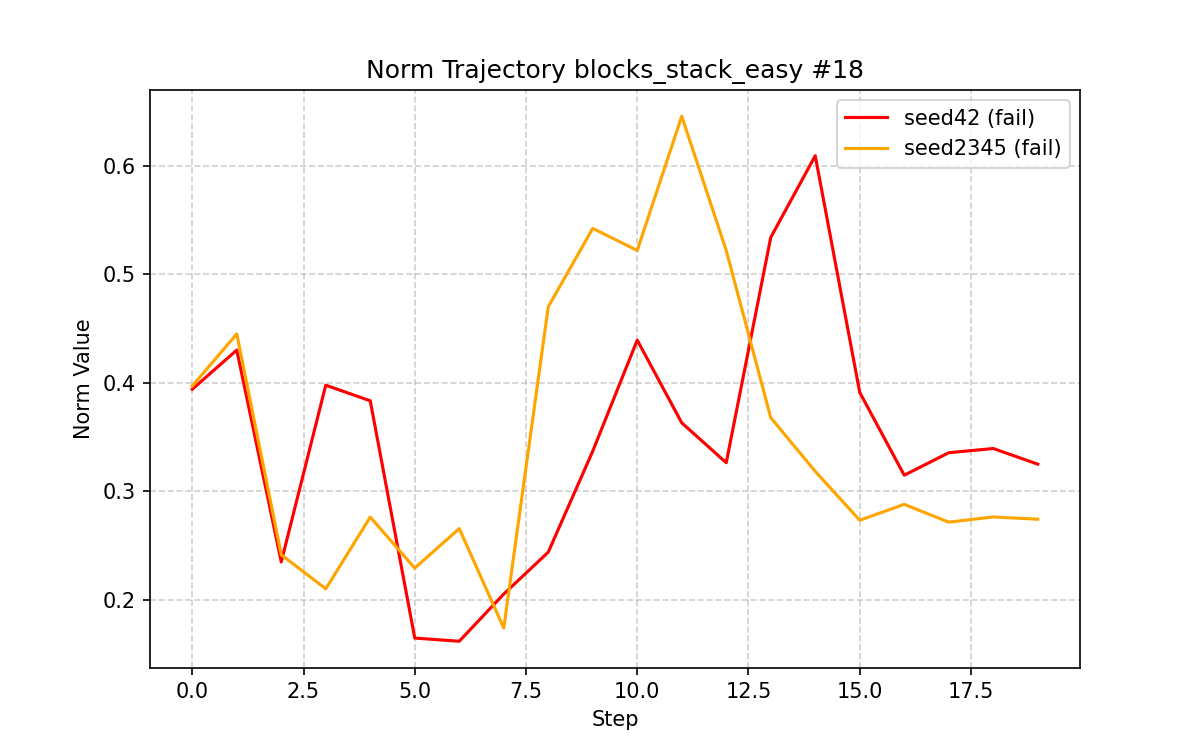 Norm Trajectory blocks_stack_easy #18
seed42 (fail)
seed2345 (fail)
Norm Value
0.6
0.5
0.4
0.3
0.2
0.0 2.5 5.0 7.5 10.0 12.5 15.0 17.5
Step